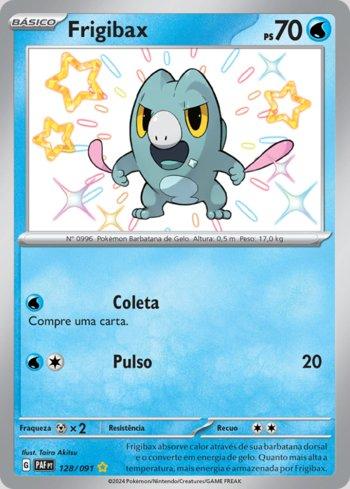 BÁSICO
Frigibax
PS 70
Nº 0996 Pokémon Barbatana de Gelo Altura: 0,5 m Peso: 17,0 kg
Coleta
Compre uma carta.
Pulso 20
Fraqueza x2 Resistência Recuo
Ilust. Taira Akitsu
G PAF PT 128/091
Frigibax absorve calor através de sua barbatana dorsal
e o converte em energia de gelo. Quanto mais alta a
temperatura, mais energia é armazenada por Frigibax.
©2024 Pokémon/Nintendo/Creatures/GAME FREAK